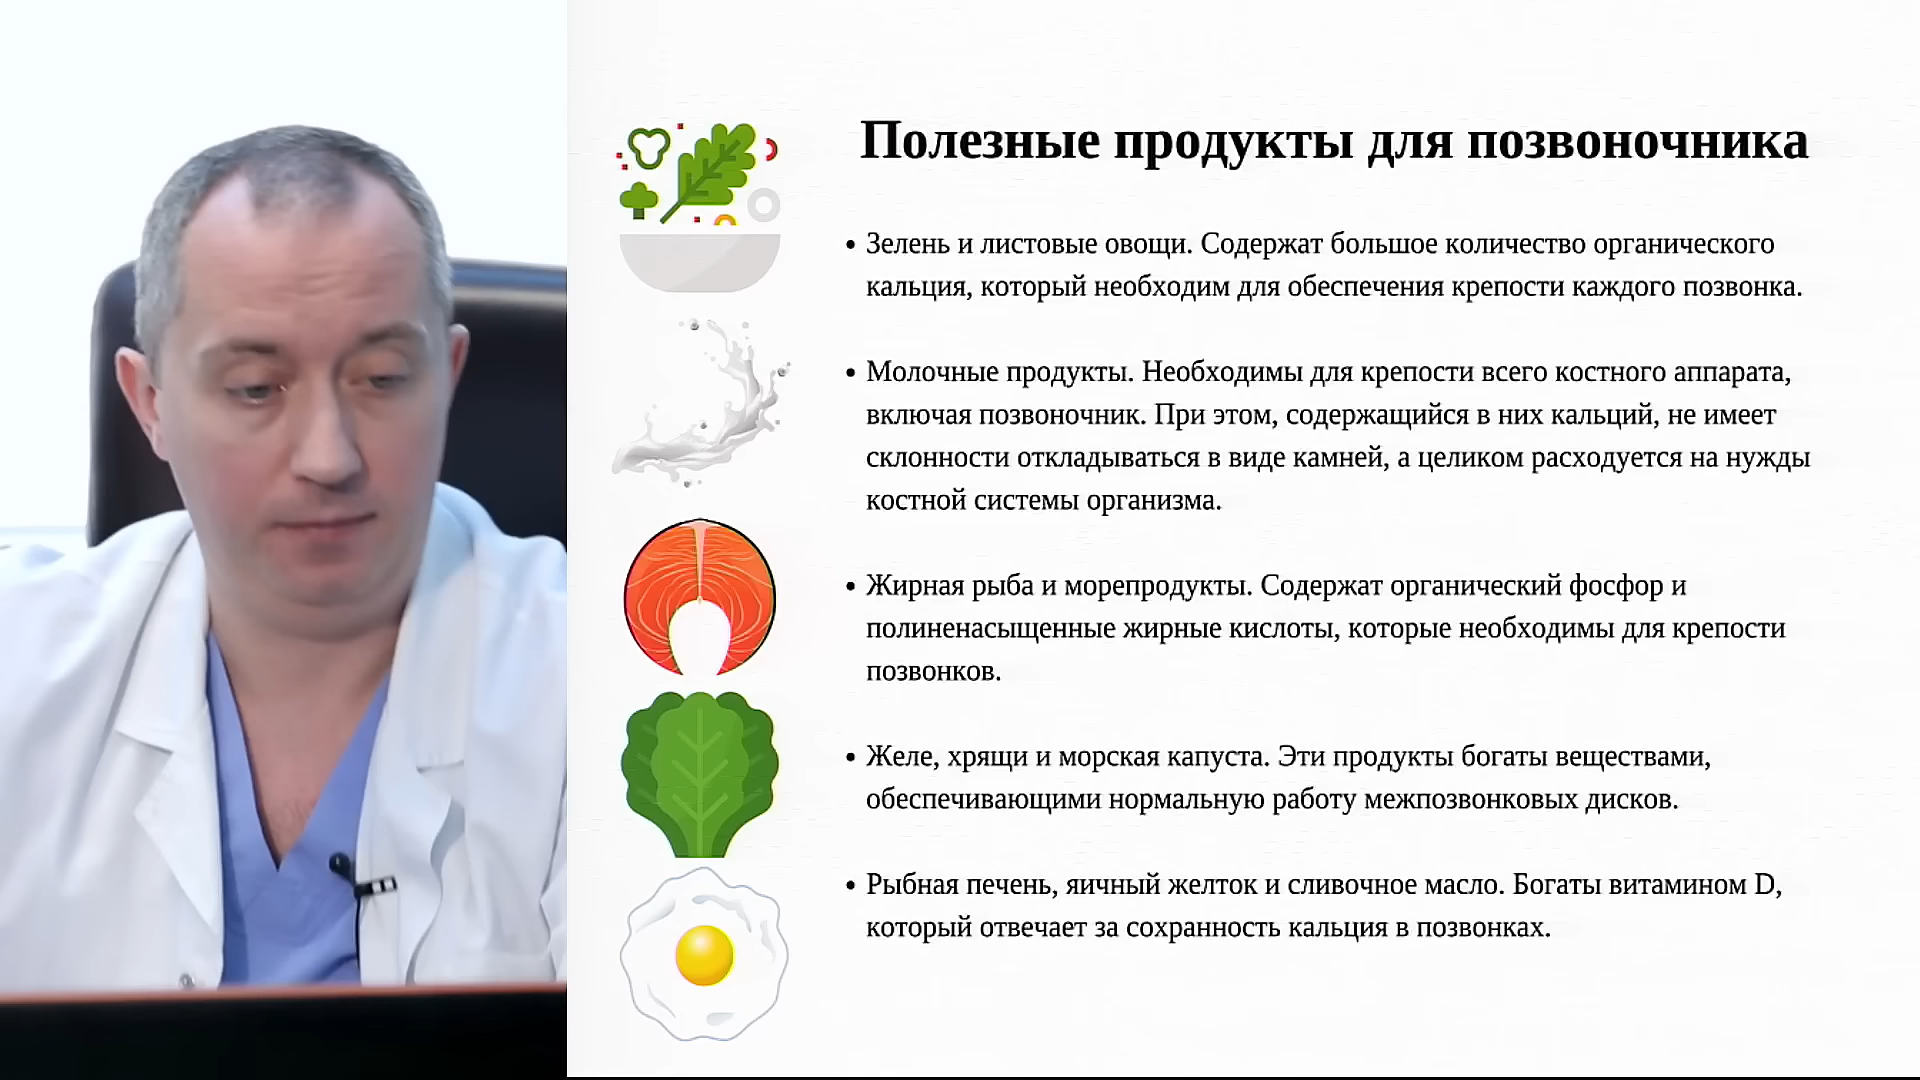 Полезные продукты для позвоночника
• Зелень и листовые овощи. Содержат большое количество органического
кальция, который необходим для обеспечения крепости каждого позвонка.
• Молочные продукты. Необходимы для крепости всего костного аппарата,
включая позвоночник. При этом, содержащийся в них кальций, не имеет
склонности откладываться в виде камней, а целиком расходуется на нужды
костной системы организма.
• Жирная рыба и морепродукты. Содержат органический фосфор и
полиненасыщенные жирные кислоты, которые необходимы для крепости
позвонков.
• Желе, хрящи и морская капуста. Эти продукты богаты веществами,
обеспечивающими нормальную работу межпозвонковых дисков.
• Рыбная печень, яичный желток и сливочное масло. Богаты витамином D,
который отвечает за сохранность кальция в позвонках.